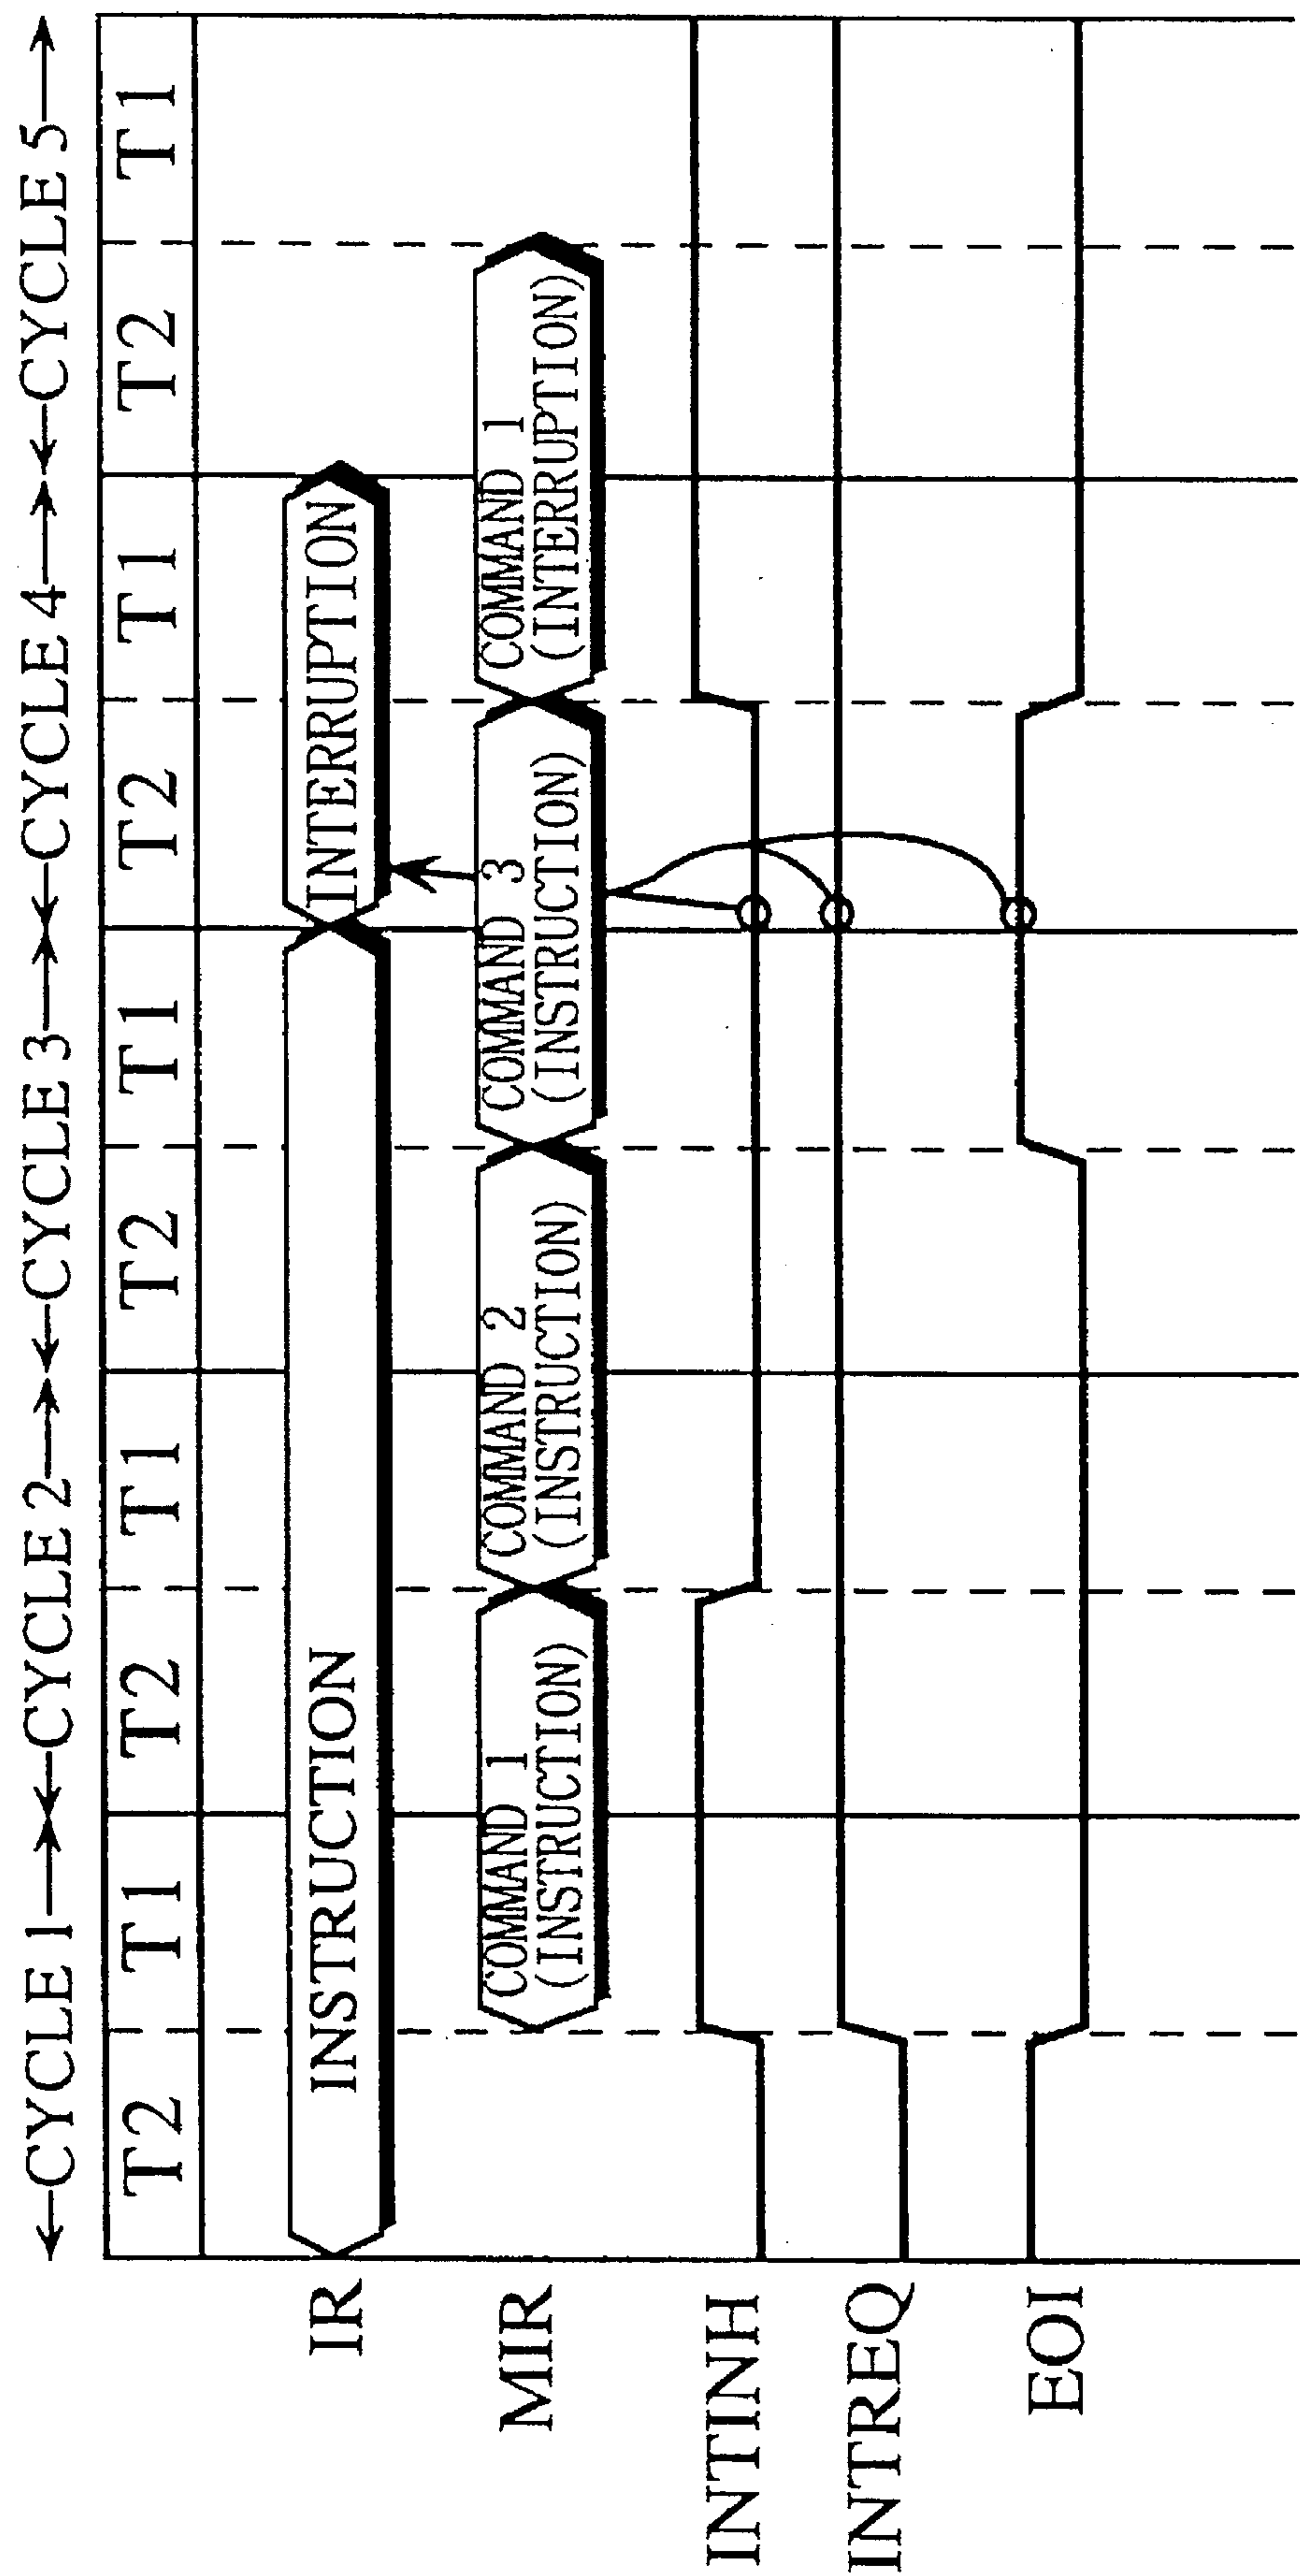 CYCLE 1 CYCLE 2 CYCLE 3 CYCLE 4 CYCLE 5
T2 T1 T2 T1 T2 T1 T2 T1 T2 T1
IR INSTRUCTION INTERRUPTION
MIR COMMAND 1 COMMAND 2 COMMAND 3 COMMAND 1
(INSTRUCTION) (INSTRUCTION) (INSTRUCTION) (INTERRUPTION)
INTINH
INTREQ
EOI